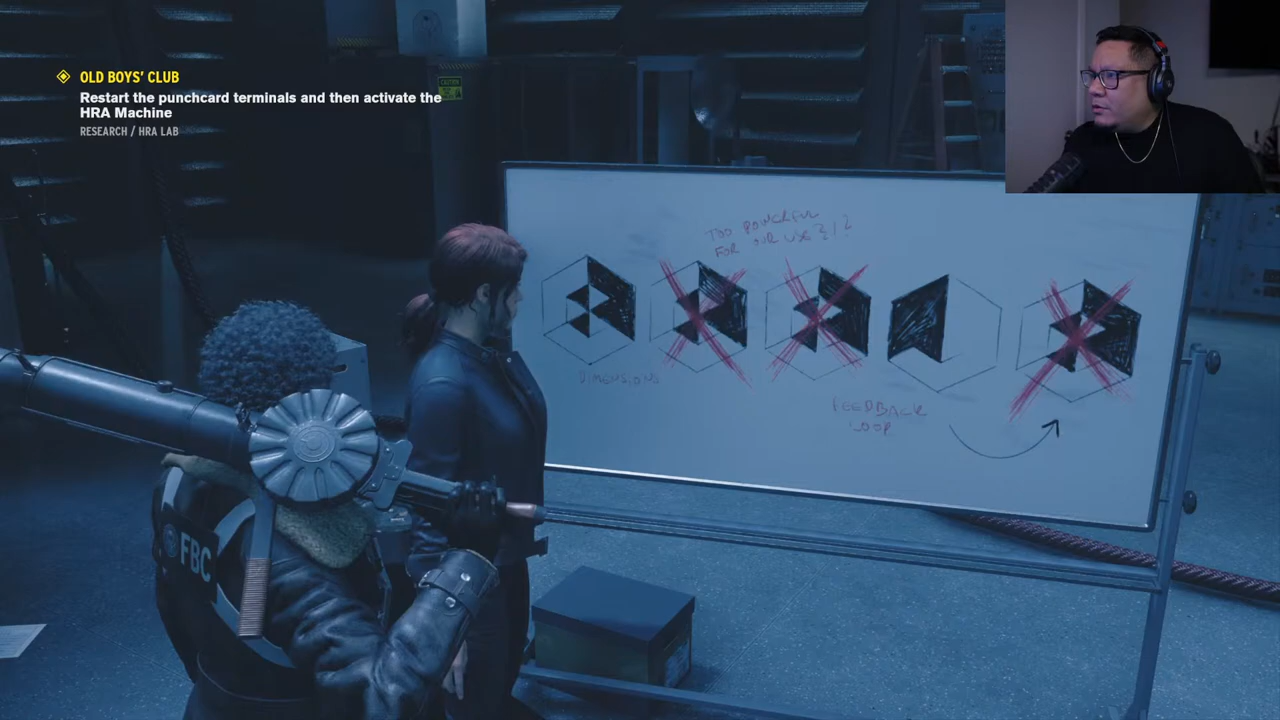 OLD BOYS' CLUB
Restart the punchcard terminals and then activate the
HRA Machine
RESEARCH / HRA LAB
CAUTION
TOO POWERFUL
FOR OUR USE?!?
DIMENSIONS
FEEDBACK
LOOP
FBC